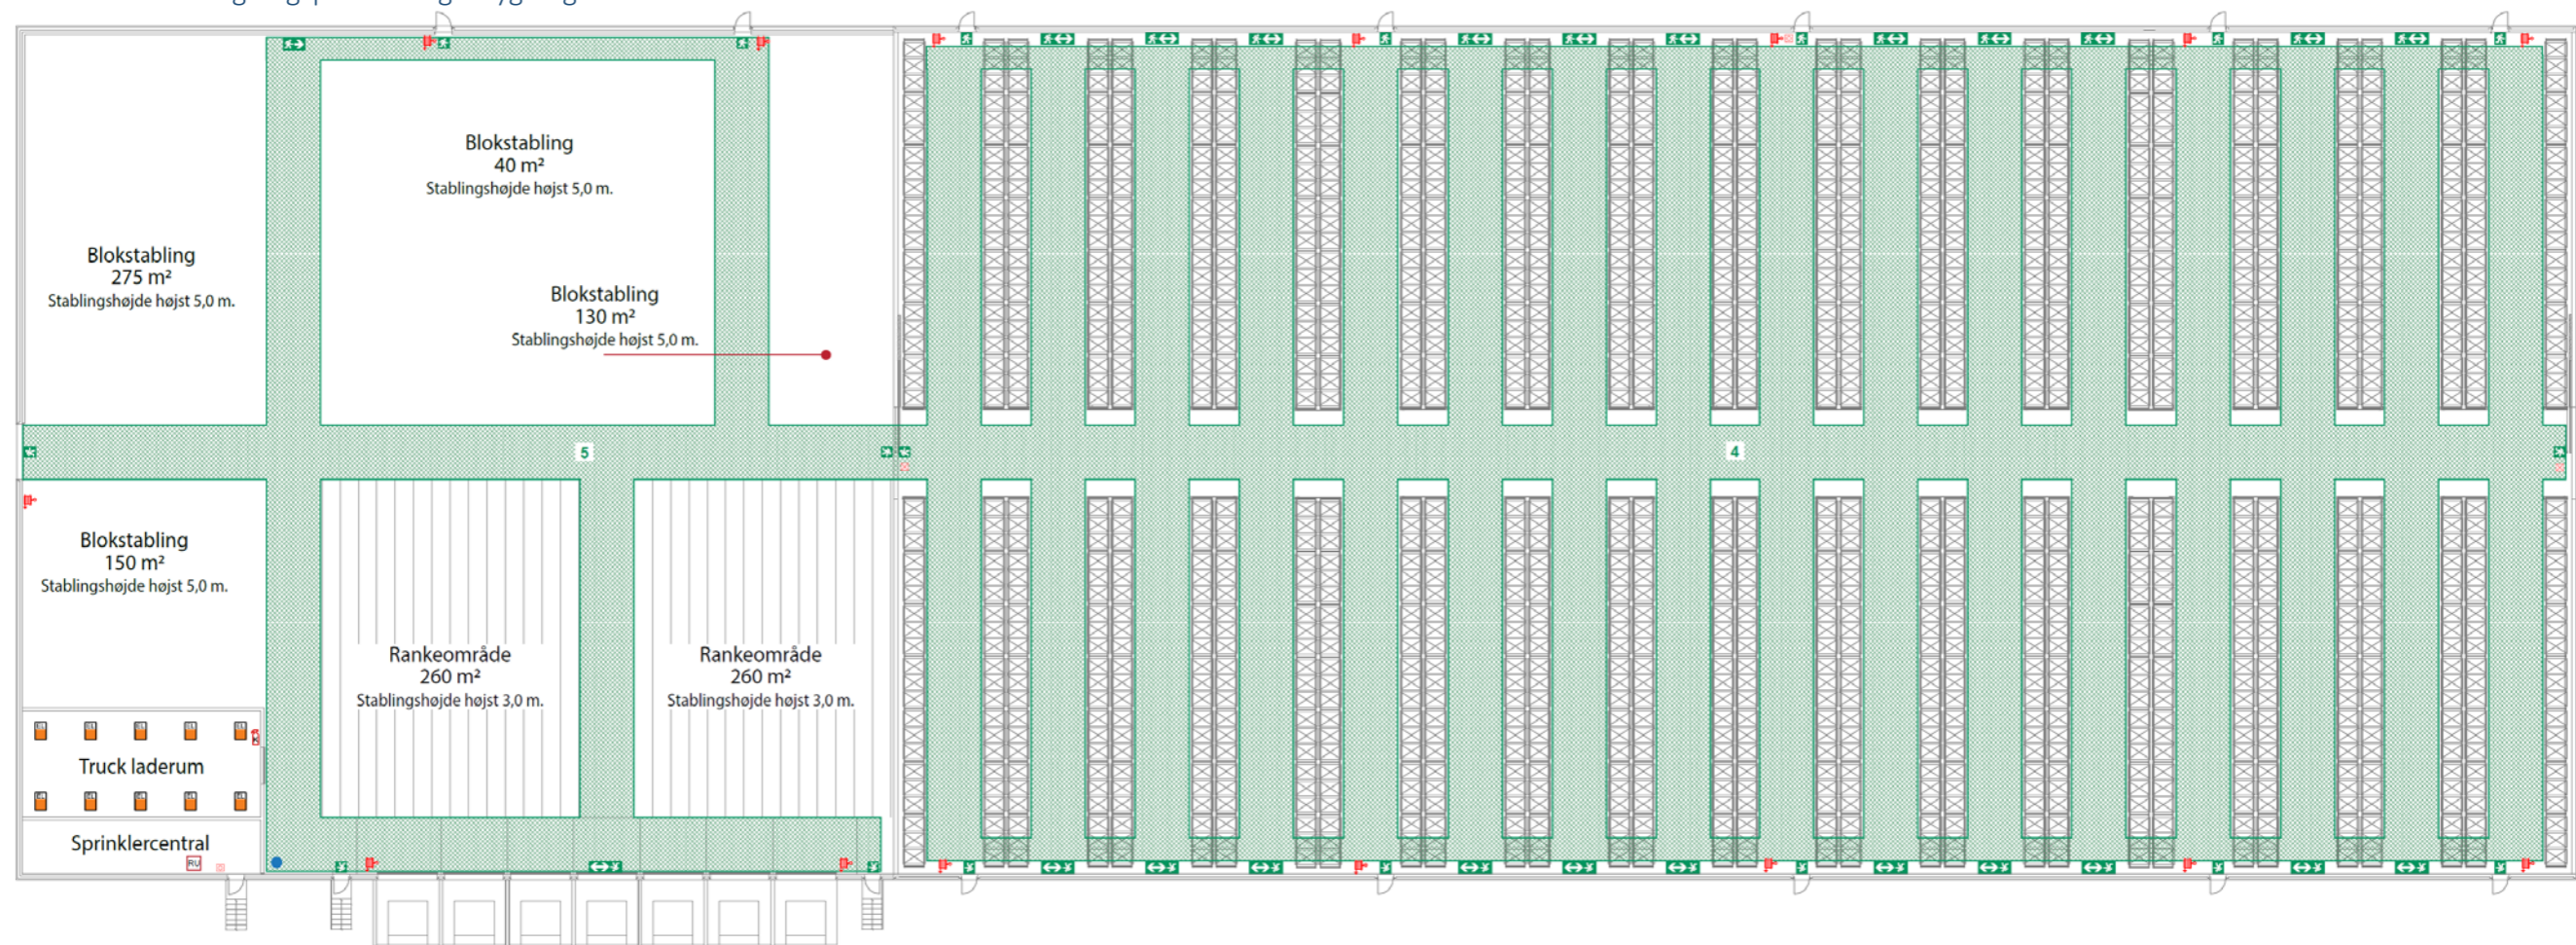 Blokstabling
40 m²
Stablingshøjde højst 5,0 m.
Blokstabling
275 m²
Stablingshøjde højst 5,0 m.
Blokstabling
130 m²
Stablingshøjde højst 5,0 m.
5
4
Blokstabling
150 m²
Stablingshøjde højst 5,0 m.
Rankeområde
260 m²
Stablingshøjde højst 3,0 m.
Rankeområde
260 m²
Stablingshøjde højst 3,0 m.
Truck laderum
Sprinklercentral
RU